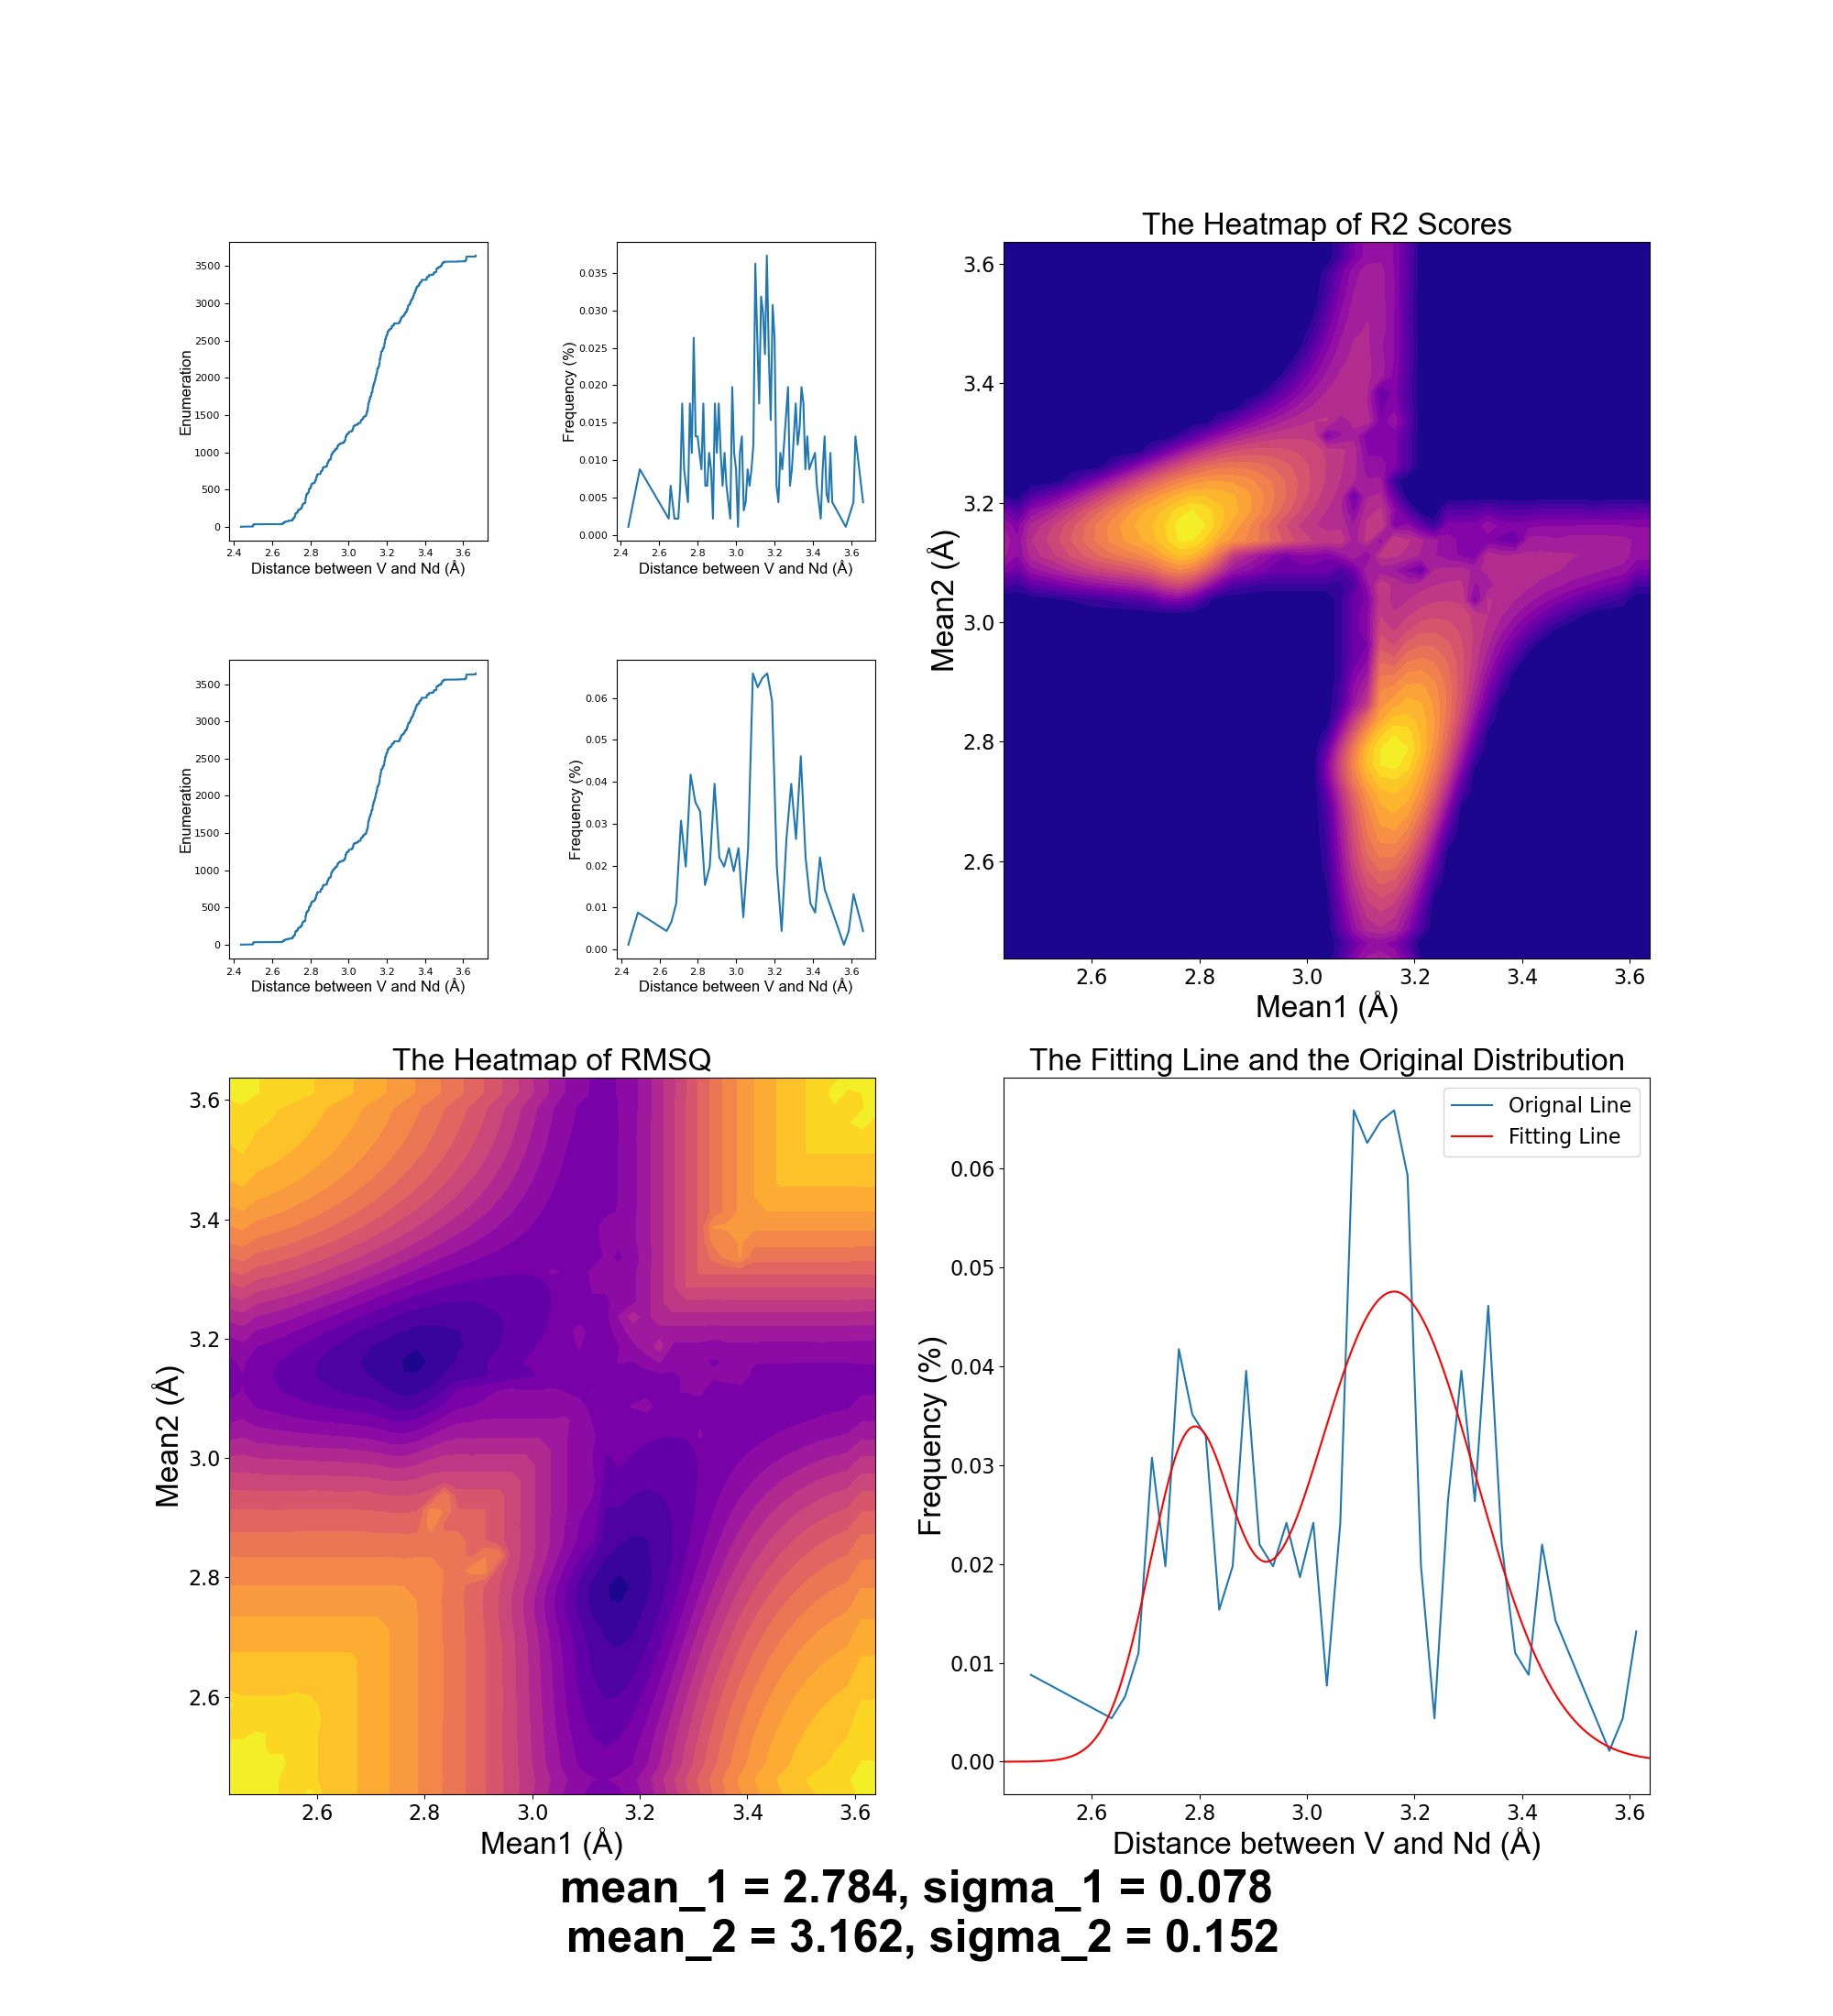 3500
3000
2500
2000
1500
1000
500
0
Enumeration
2.4 2.6 2.8 3.0 3.2 3.4 3.6
Distance between V and Nd (Å)
0.035
0.030
0.025
0.020
0.015
0.010
0.005
0.000
Frequency (%)
2.4 2.6 2.8 3.0 3.2 3.4 3.6
Distance between V and Nd (Å)
The Heatmap of R2 Scores
3.6
3.4
3.2
3.0
2.8
2.6
Mean2 (Å)
2.6 2.8 3.0 3.2 3.4 3.6
Mean1 (Å)
3500
3000
2500
2000
1500
1000
500
0
Enumeration
2.4 2.6 2.8 3.0 3.2 3.4 3.6
Distance between V and Nd (Å)
0.06
0.05
0.04
0.03
0.02
0.01
0.00
Frequency (%)
2.4 2.6 2.8 3.0 3.2 3.4 3.6
Distance between V and Nd (Å)
The Heatmap of RMSQ
3.6
3.4
3.2
3.0
2.8
2.6
Mean2 (Å)
2.6 2.8 3.0 3.2 3.4 3.6
Mean1 (Å)
The Fitting Line and the Original Distribution
Orignal Line
Fitting Line
0.06
0.05
0.04
0.03
0.02
0.01
0.00
Frequency (%)
2.6 2.8 3.0 3.2 3.4 3.6
Distance between V and Nd (Å)
mean_1 = 2.784, sigma_1 = 0.078
mean_2 = 3.162, sigma_2 = 0.152